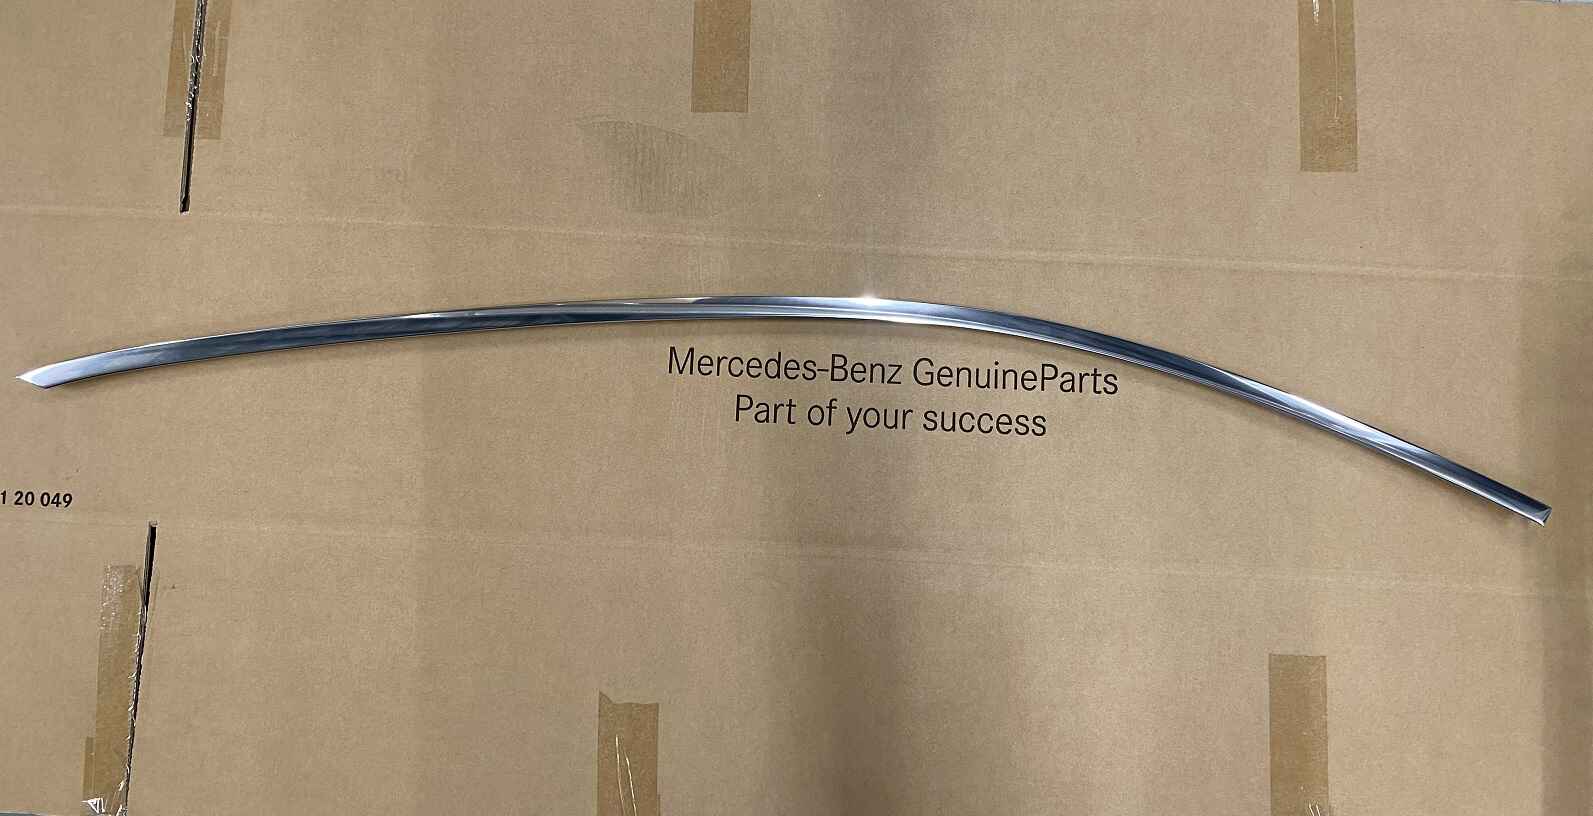 Mercedes-Benz GenuineParts
Part of your success
1 20 049